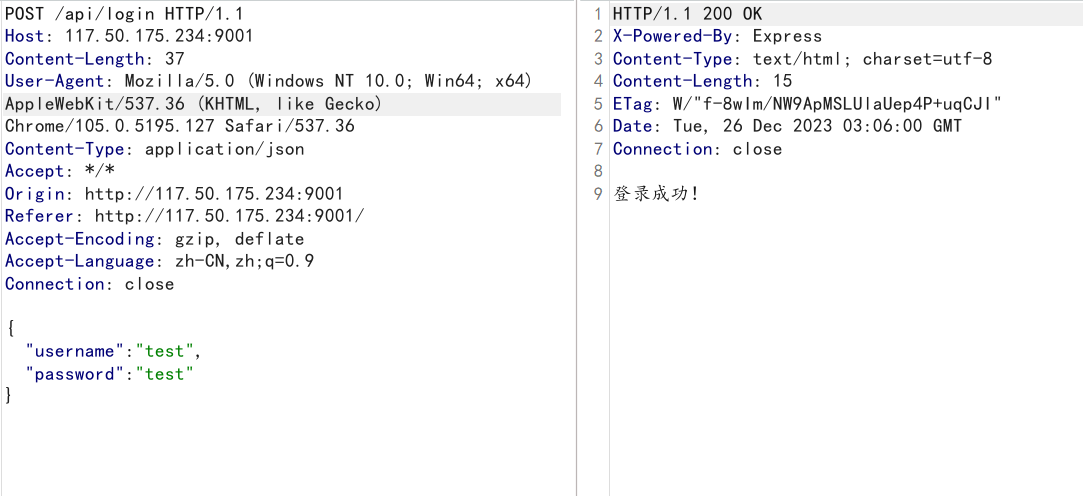 POST /api/login HTTP/1.1
Host: 117.50.175.234:9001
Content-Length: 37
User-Agent: Mozilla/5.0 (Windows NT 10.0; Win64; x64)
AppleWebKit/537.36 (KHTML, like Gecko)
Chrome/105.0.5195.127 Safari/537.36
Content-Type: application/json
Accept: */*
Origin: http://117.50.175.234:9001
Referer: http://117.50.175.234:9001/
Accept-Encoding: gzip, deflate
Accept-Language: zh-CN,zh;q=0.9
Connection: close
{
"username":"test",
"password":"test"
}
1 HTTP/1.1 200 OK
2 X-Powered-By: Express
3 Content-Type: text/html; charset=utf-8
4 Content-Length: 15
5 ETag: W/"f-8wlm/NW9ApMSLUlaUep4P+uqCJI"
6 Date: Tue, 26 Dec 2023 03:06:00 GMT
7 Connection: close
8
9 登录成功!